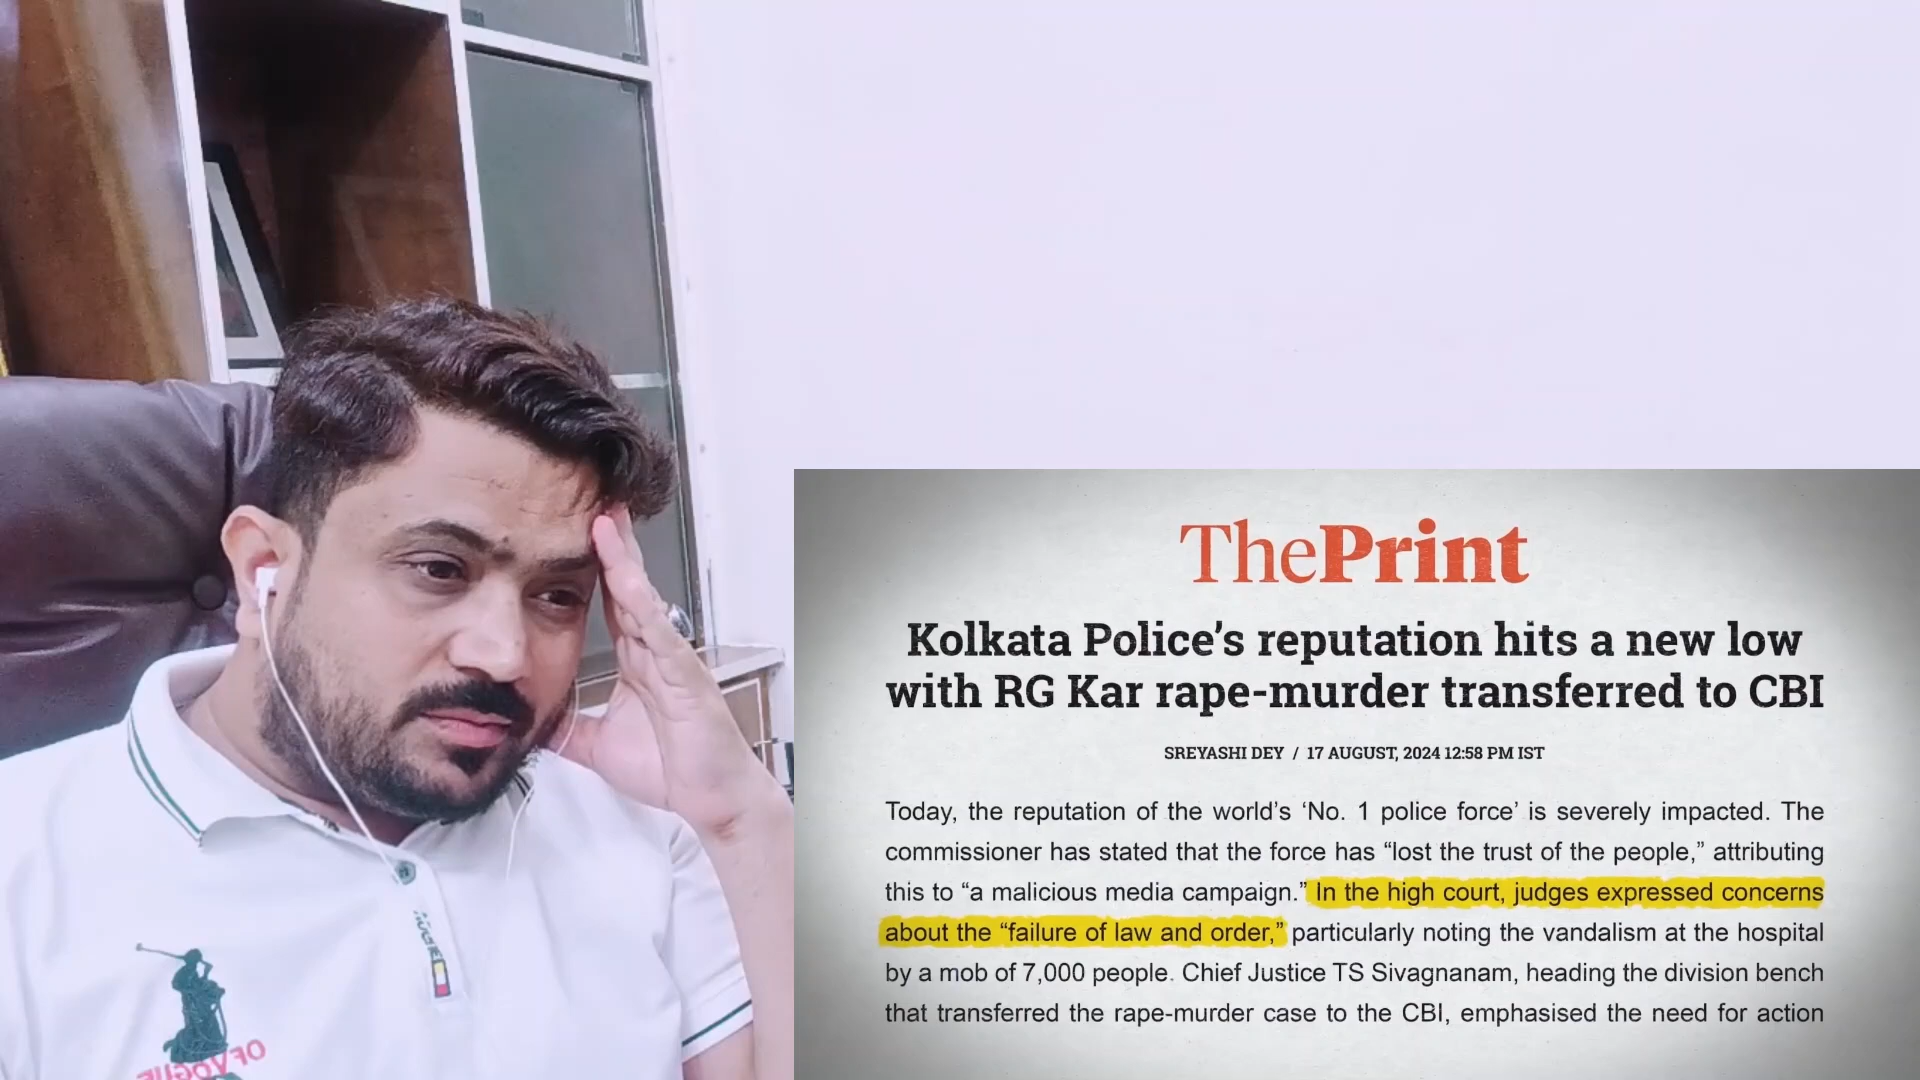 ThePrint
Kolkata Police’s reputation hits a new low
with RG Kar rape-murder transferred to CBI
SREYASHI DEY / 17 AUGUST, 2024 12:58 PM IST
Today, the reputation of the world’s ‘No. 1 police force’ is severely impacted. The
commissioner has stated that the force has “lost the trust of the people,” attributing
this to “a malicious media campaign.” In the high court, judges expressed concerns
about the “failure of law and order,” particularly noting the vandalism at the hospital
by a mob of 7,000 people. Chief Justice TS Sivagnanam, heading the division bench
that transferred the rape-murder case to the CBI, emphasised the need for action
OF VOGUE